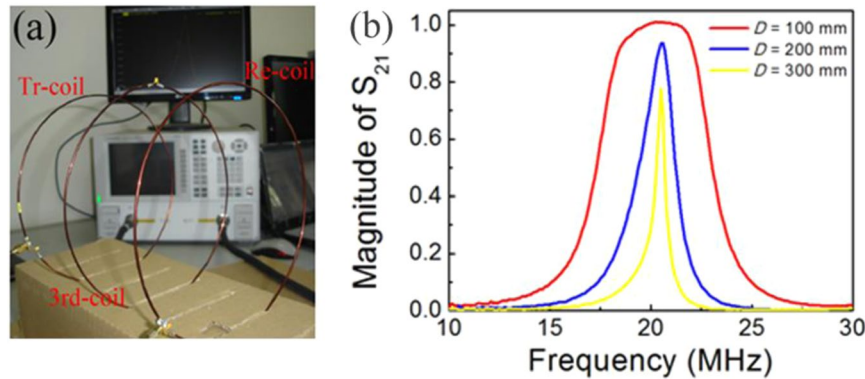 (a)
Tr-coil
Re-coil
3rd-coil
(b)
Magnitude of S21
1.0
0.8
0.6
0.4
0.2
0.0
10 15 20 25 30
Frequency (MHz)
D = 100 mm
D = 200 mm
D = 300 mm